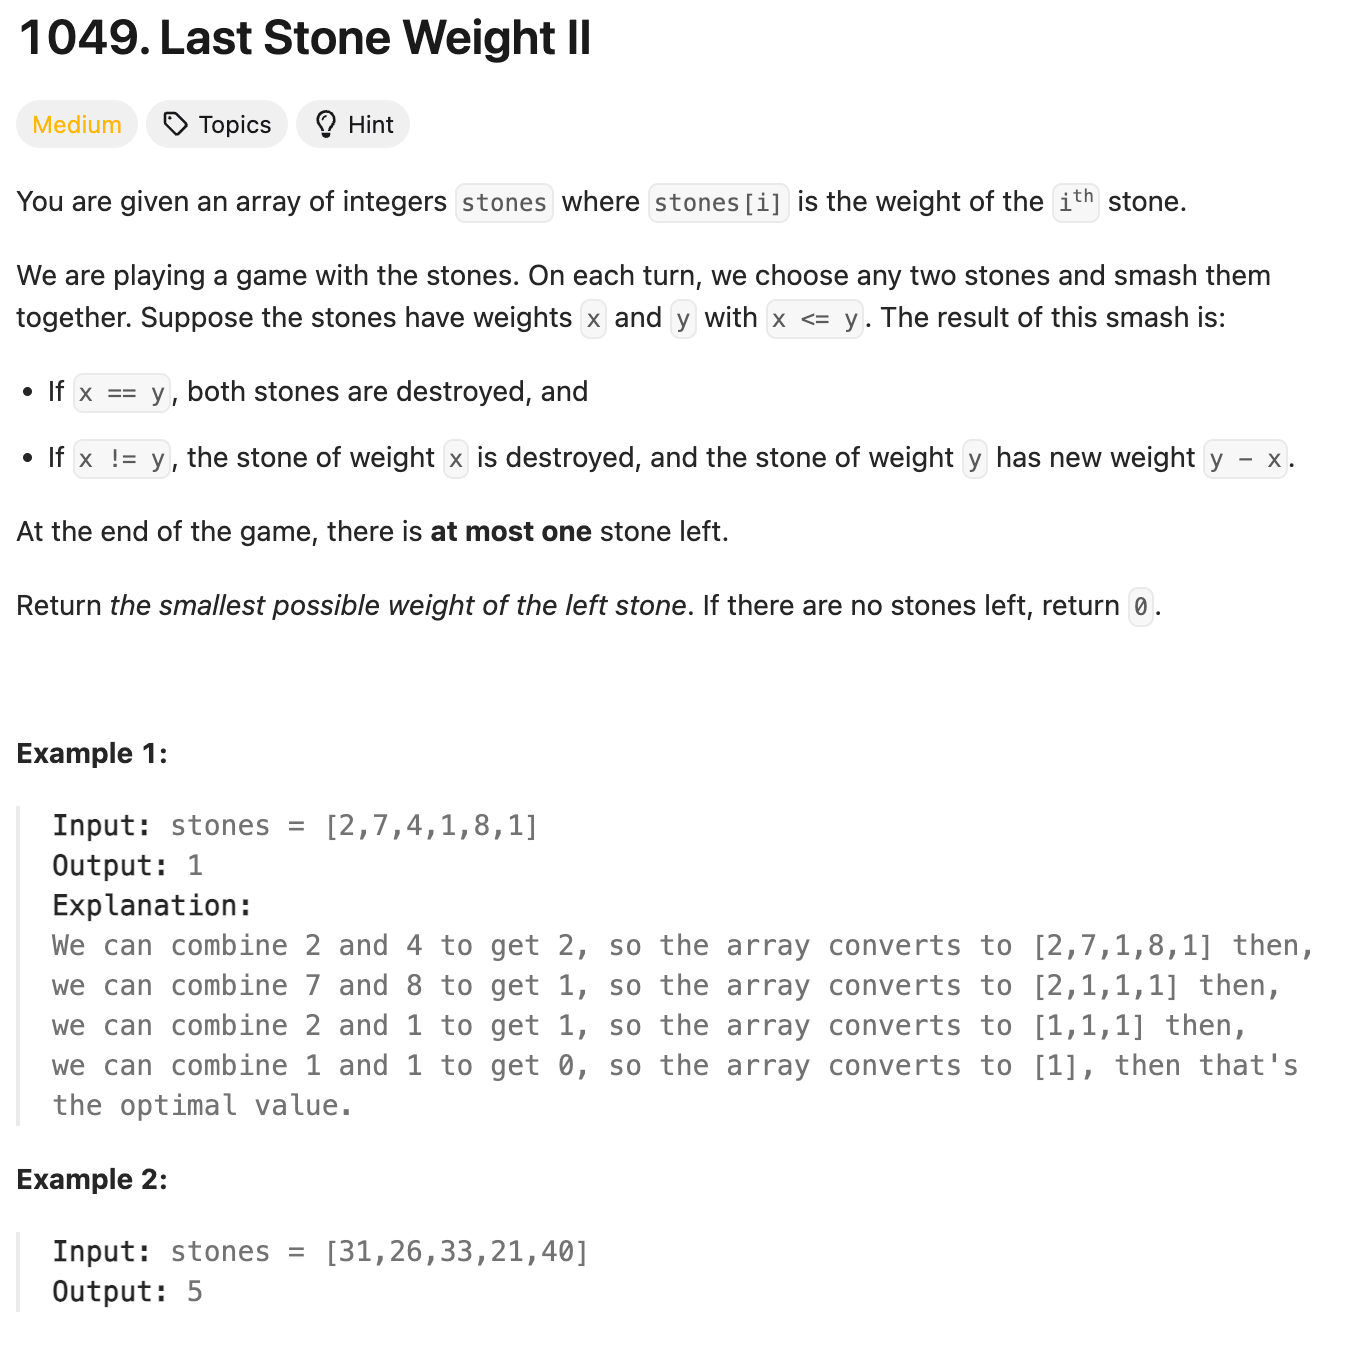 1049. Last Stone Weight II
Medium Topics Hint
You are given an array of integers stones where stones[i] is the weight of the ith stone.
We are playing a game with the stones. On each turn, we choose any two stones and smash them
together. Suppose the stones have weights x and y with x <= y. The result of this smash is:
• If x == y, both stones are destroyed, and
• If x != y, the stone of weight x is destroyed, and the stone of weight y has new weight y - x.
At the end of the game, there is at most one stone left.
Return the smallest possible weight of the left stone. If there are no stones left, return 0.
Example 1:
Input: stones = [2,7,4,1,8,1]
Output: 1
Explanation:
We can combine 2 and 4 to get 2, so the array converts to [2,7,1,8,1] then,
we can combine 7 and 8 to get 1, so the array converts to [2,1,1,1] then,
we can combine 2 and 1 to get 1, so the array converts to [1,1,1] then,
we can combine 1 and 1 to get 0, so the array converts to [1], then that's
the optimal value.
Example 2:
Input: stones = [31,26,33,21,40]
Output: 5